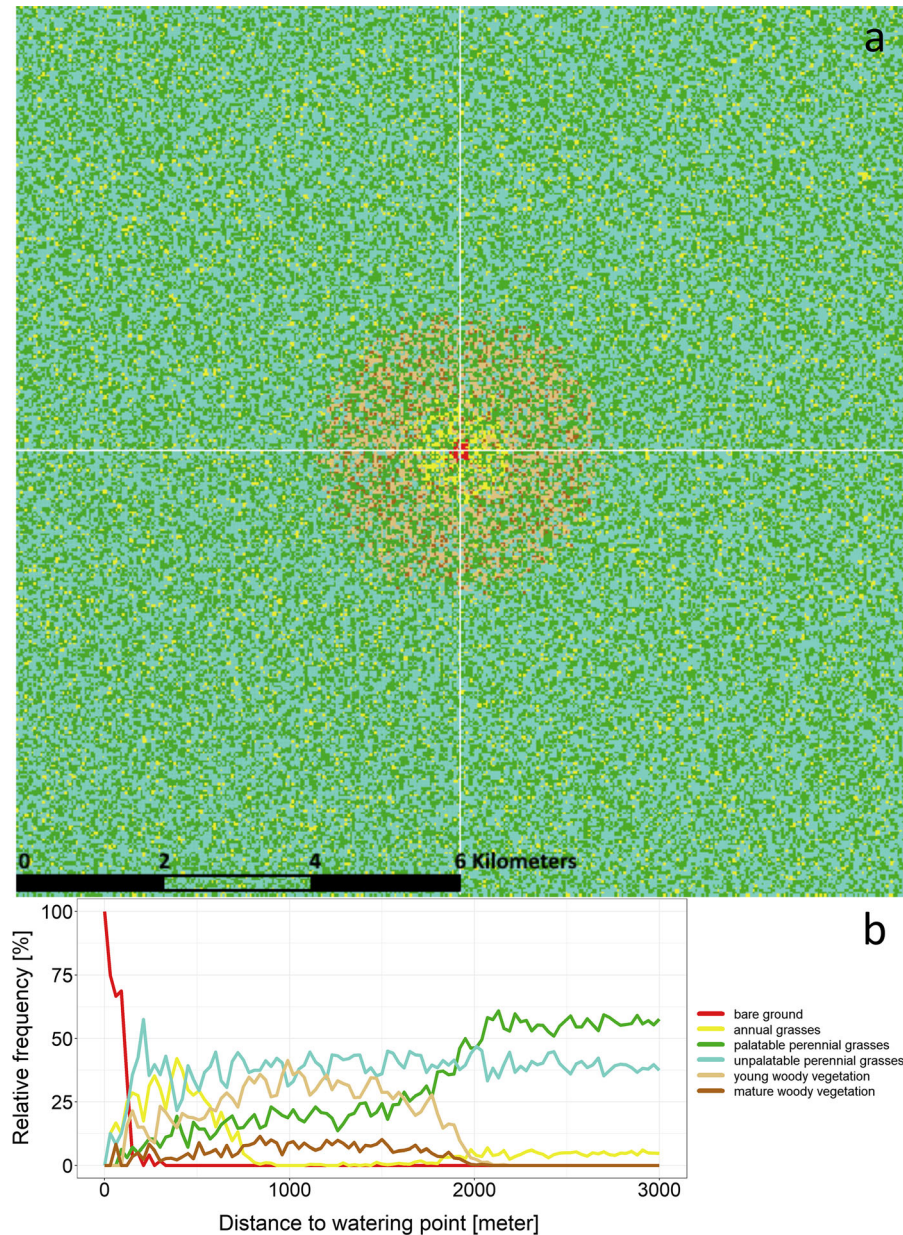 a
0 2 4 6 Kilometers
b
Relative frequency [%]
100
75
50
25
0
0 1000 2000 3000
Distance to watering point [meter]
bare ground
annual grasses
palatable perennial grasses
unpalatable perennial grasses
young woody vegetation
mature woody vegetation